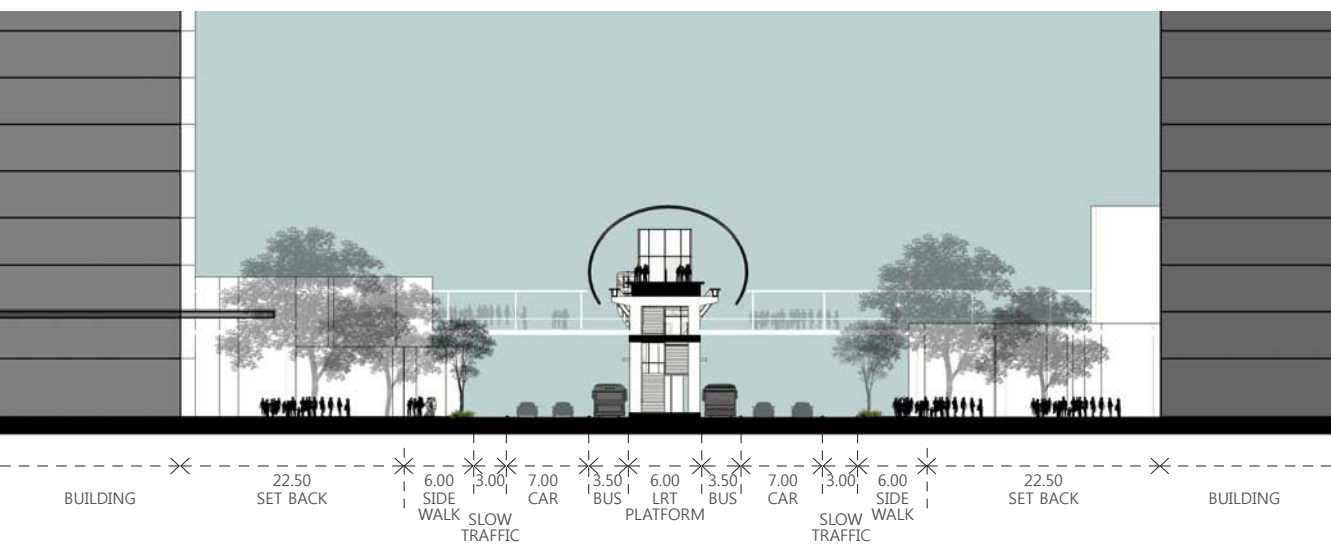 22.50 6.00 3.00 7.00 3.50 6.00 3.50 7.00 3.00 6.00 22.50
BUILDING SET BACK SIDE CAR BUS LRT BUS CAR SIDE SET BACK BUILDING
WALK PLATFORM WALK
SLOW SLOW
TRAFFIC TRAFFIC